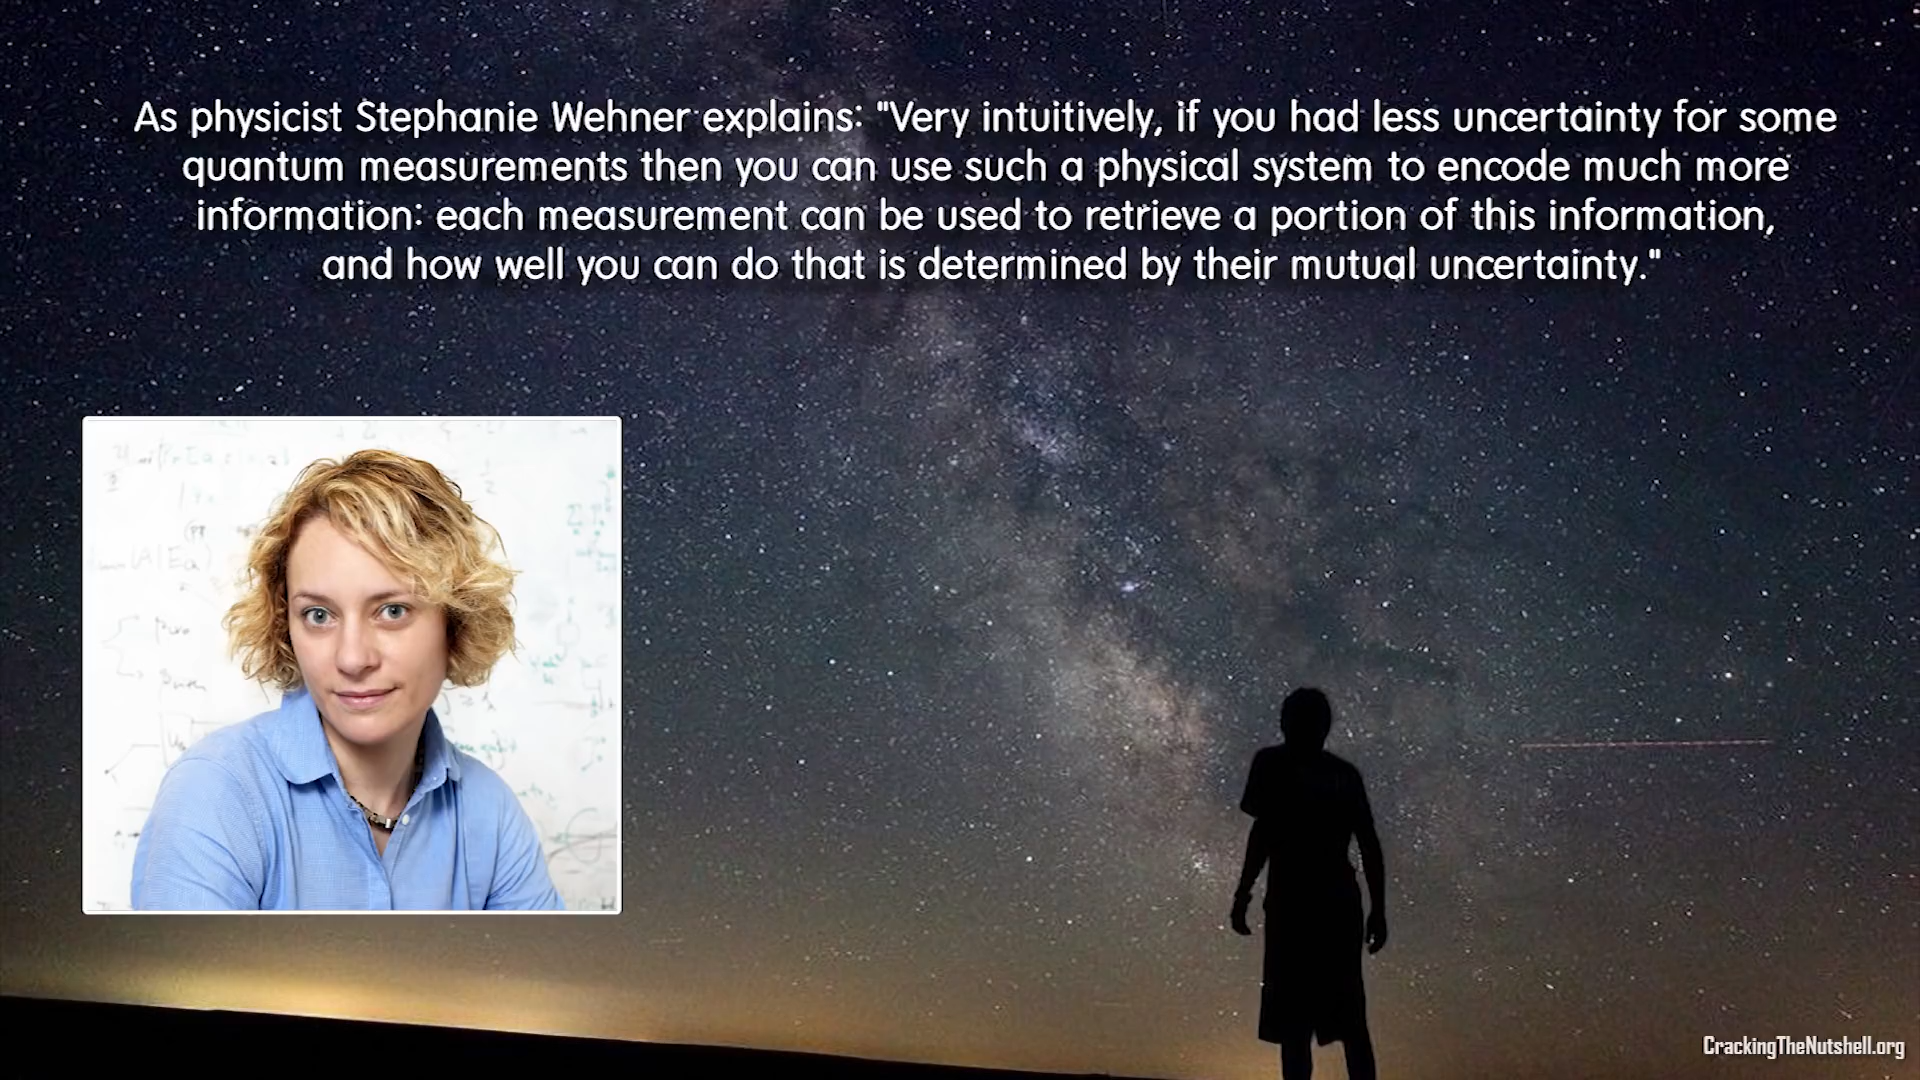 As physicist Stephanie Wehner explains: "Very intuitively, if you had less uncertainty for some
quantum measurements then you can use such a physical system to encode much more
information: each measurement can be used to retrieve a portion of this information,
and how well you can do that is determined by their mutual uncertainty."
CrackingTheNutshell.org